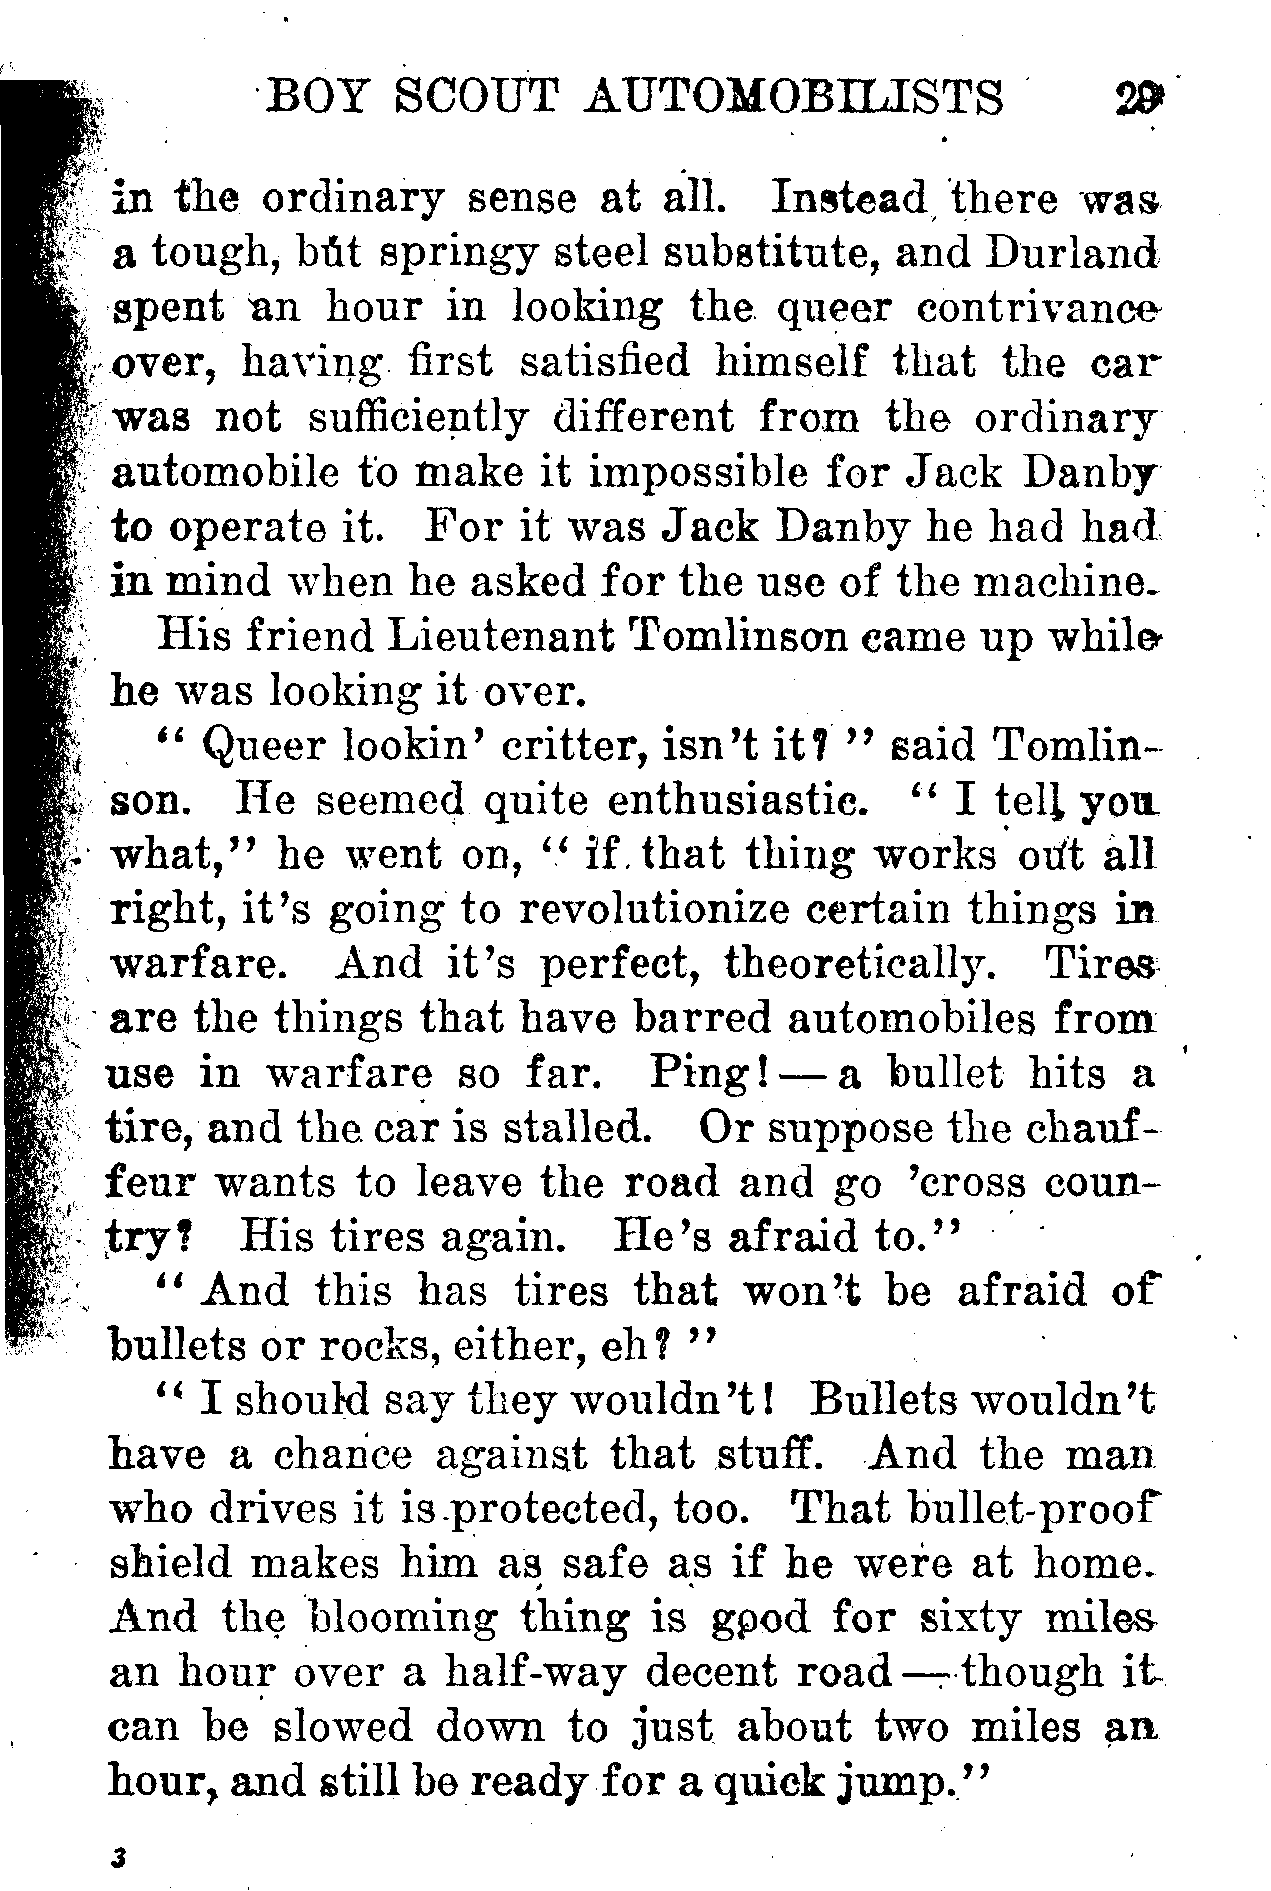 BOY SCOUT AUTOMOBILISTS 29
in the ordinary sense at all. Instead there was
a tough, but springy steel substitute, and Durland
spent an hour in looking the queer contrivance
over, having first satisfied himself that the car
was not sufficiently different from the ordinary
automobile to make it impossible for Jack Danby
to operate it. For it was Jack Danby he had had
in mind when he asked for the use of the machine.
His friend Lieutenant Tomlinson came up while
he was looking it over.
“ Queer lookin’ critter, isn’t it? ” said Tomlin-
son. He seemed quite enthusiastic. “ I tell you
what,” he went on, “ if that thing works out all
right, it’s going to revolutionize certain things in
warfare. And it’s perfect, theoretically. Tires
are the things that have barred automobiles from
use in warfare so far. Ping! — a bullet hits a
tire, and the car is stalled. Or suppose the chauf-
feur wants to leave the road and go ’cross coun-
try? His tires again. He’s afraid to.”
“ And this has tires that won’t be afraid of
bullets or rocks, either, eh? ”
“ I should say they wouldn’t! Bullets wouldn’t
have a chance against that stuff. And the man
who drives it is protected, too. That bullet-proof
shield makes him as safe as if he were at home.
And the blooming thing is good for sixty miles
an hour over a half-way decent road — though it
can be slowed down to just about two miles an
hour, and still be ready for a quick jump.”
3